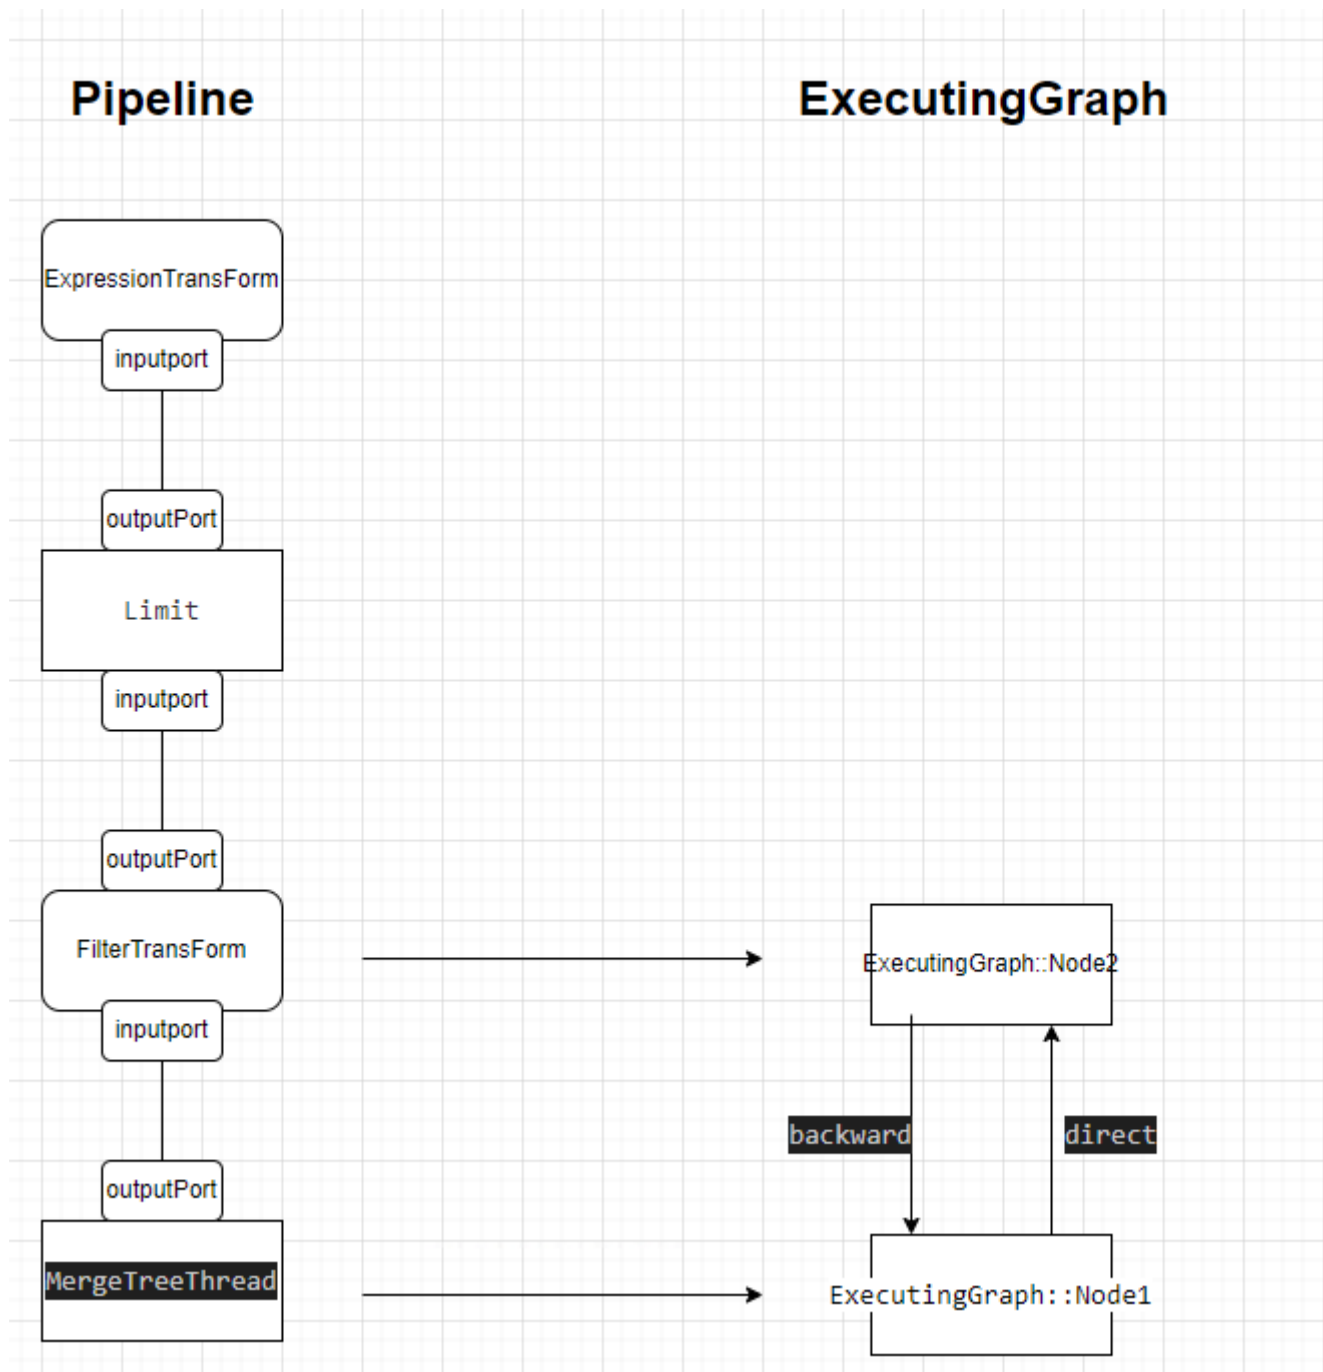 Pipeline
ExecutingGraph
ExpressionTransForm
inputport
outputPort
Limit
inputport
outputPort
FilterTransForm
ExecutingGraph::Node2
inputport
backward
direct
outputPort
MergeTreeThread
ExecutingGraph::Node1